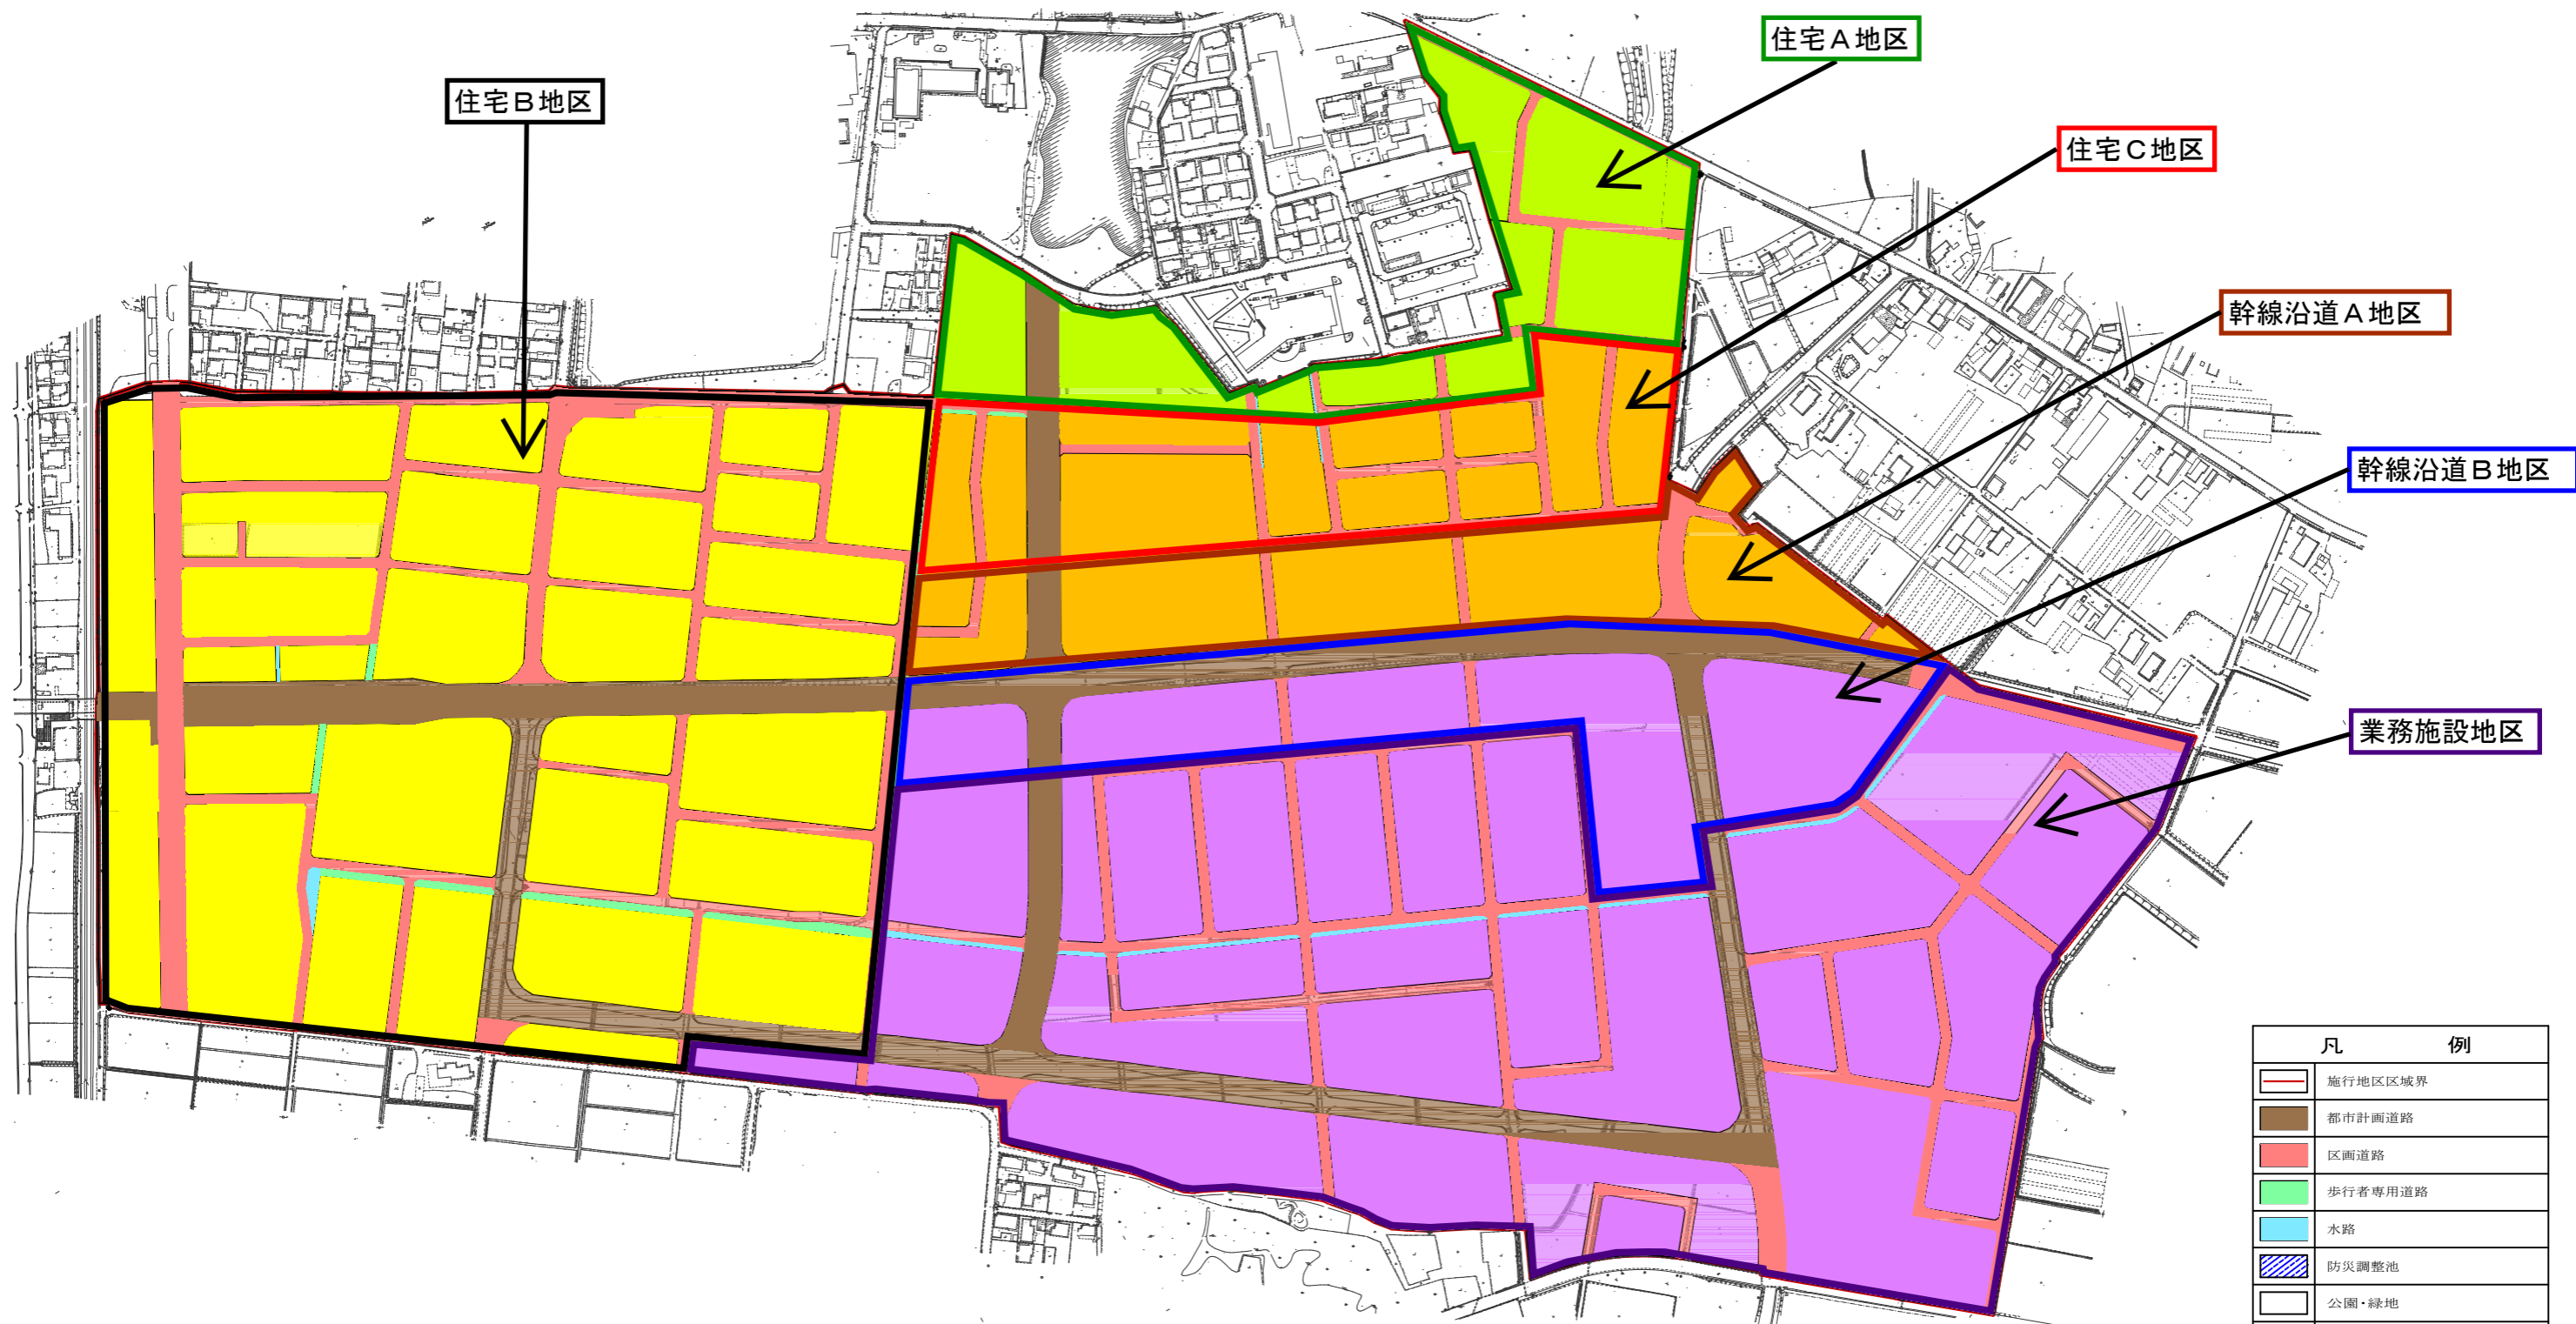 住宅A地区
住宅B地区
住宅C地区
幹線沿道A地区
幹線沿道B地区
業務施設地区
凡 例
施行地区区域界
都市計画道路
区画道路
歩行者専用道路
水路
防災調整池
公園・緑地